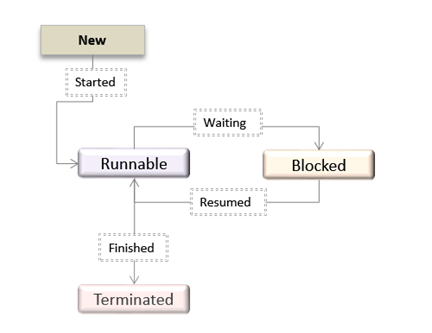 New
Started
Waiting
Runnable
Blocked
Resumed
Finished
Terminated